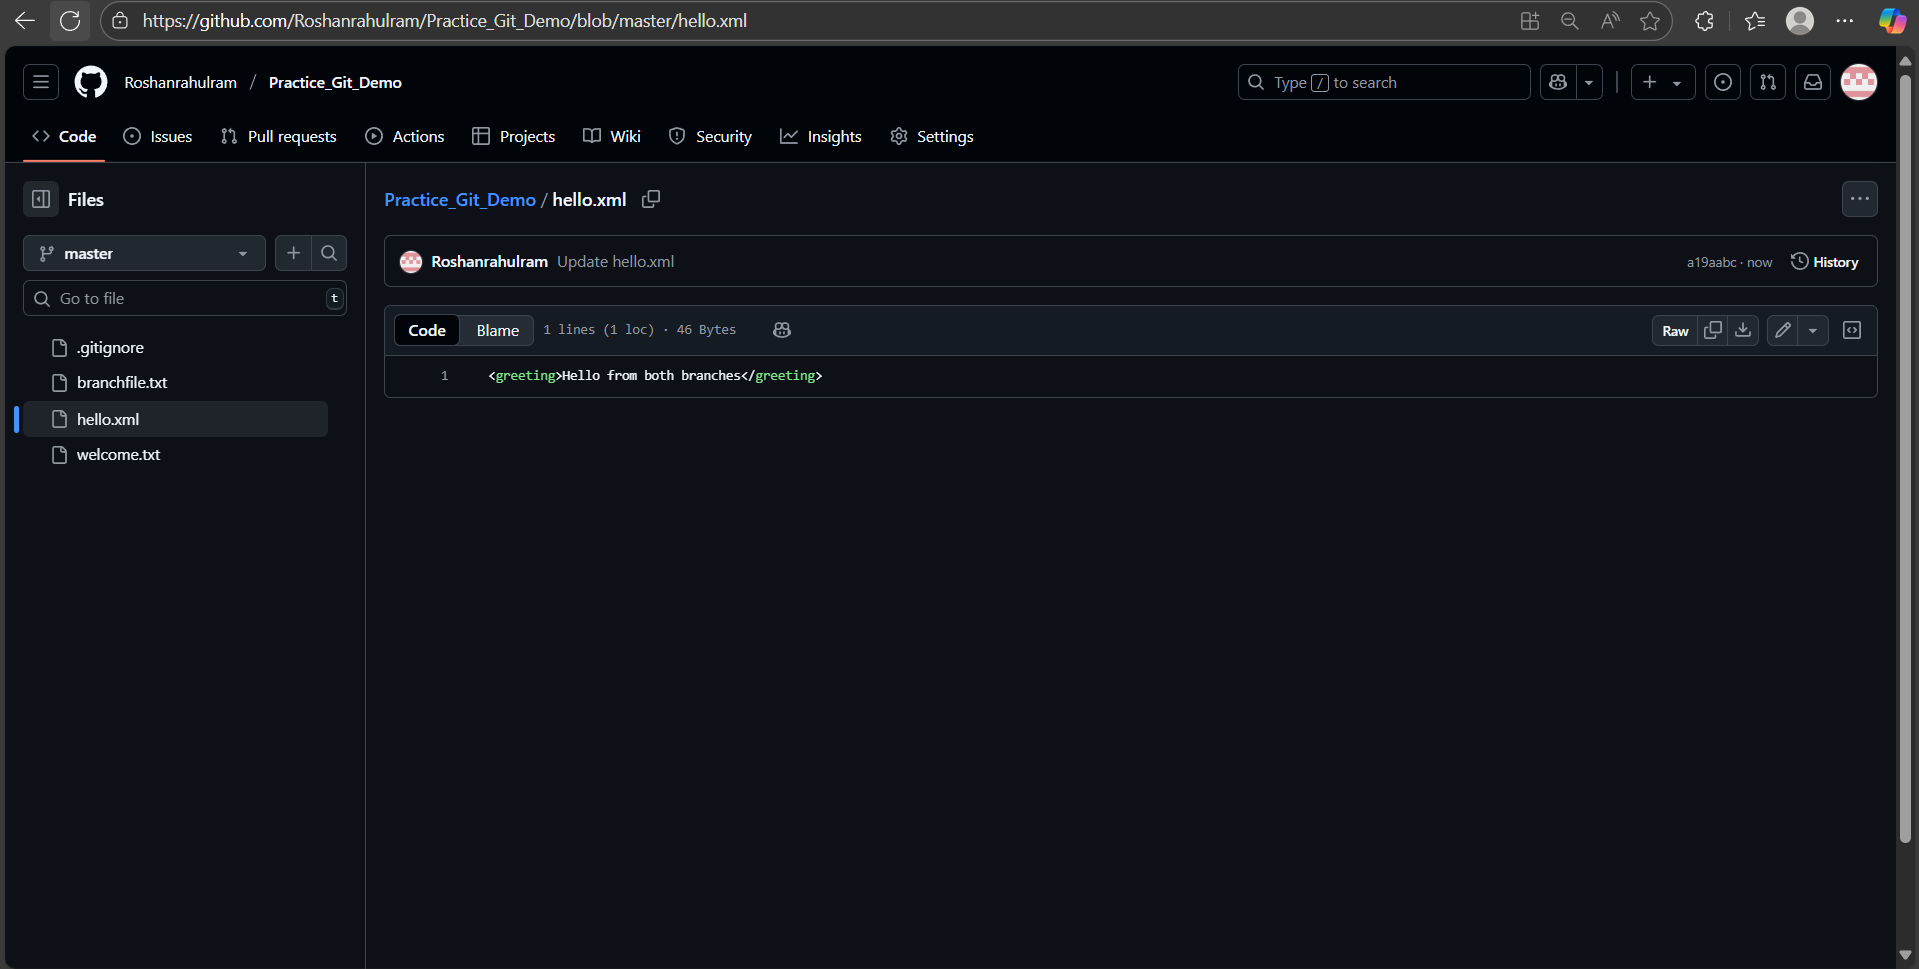 https://github.com/Roshanrahulram/Practice_Git_Demo/blob/master/hello.xml
Roshanrahulram / Practice_Git_Demo
Type / to search
Code Issues Pull requests Actions Projects Wiki Security Insights Settings
Files
master
Go to file t
.gitignore
branchfile.txt
hello.xml
welcome.txt
Practice_Git_Demo / hello.xml
Roshanrahulram Update hello.xml
a19aabc · now History
Code Blame 1 lines (1 loc) · 46 Bytes
Raw
1 <greeting>Hello from both branches</greeting>